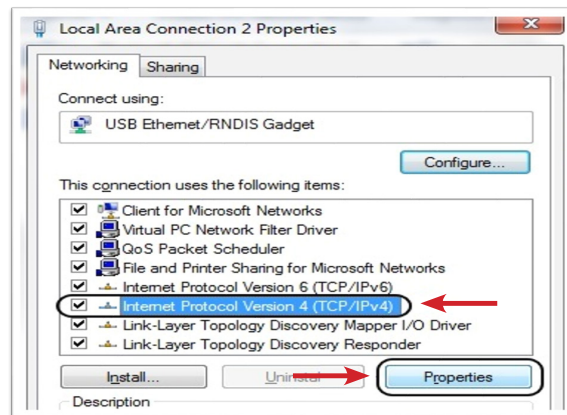 Local Area Connection 2 Properties
Networking Sharing
Connect using:
USB Ethernet/RNDIS Gadget
Configure...
This connection uses the following items:
Client for Microsoft Networks
Virtual PC Network Filter Driver
QoS Packet Scheduler
File and Printer Sharing for Microsoft Networks
Internet Protocol Version 6 (TCP/IPv6)
Internet Protocol Version 4 (TCP/IPv4)
Link-Layer Topology Discovery Mapper I/O Driver
Link-Layer Topology Discovery Responder
Install... Uninstall Properties
Description